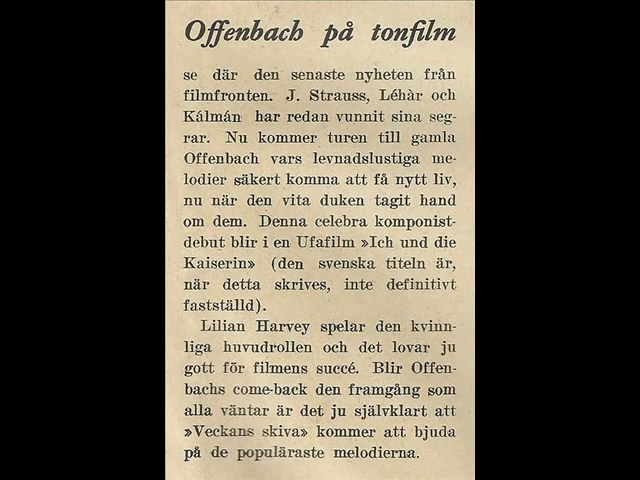 Offenbach på tonfilm
se där den senaste nyheten från
filmfronten. J. Strauss, Léhàr och
Kálmán har redan vunnit sina seg-
rar. Nu kommer turen till gamla
Offenbach vars levnadslustiga me-
lodier säkert komma att få nytt liv,
nu när den vita duken tagit hand
om dem. Denna celebra komponist-
debut blir i en Ufafilm »Ich und die
Kaiserin» (den svenska titeln är,
när detta skrives, inte definitivt
fastställd).
Lilian Harvey spelar den kvinn-
liga huvudrollen och det lovar ju
gott för filmens succé. Blir Offen-
bachs come-back den framgång som
alla väntar är det ju självklart att
»Veckans skiva» kommer att bjuda
på de populäraste melodierna.